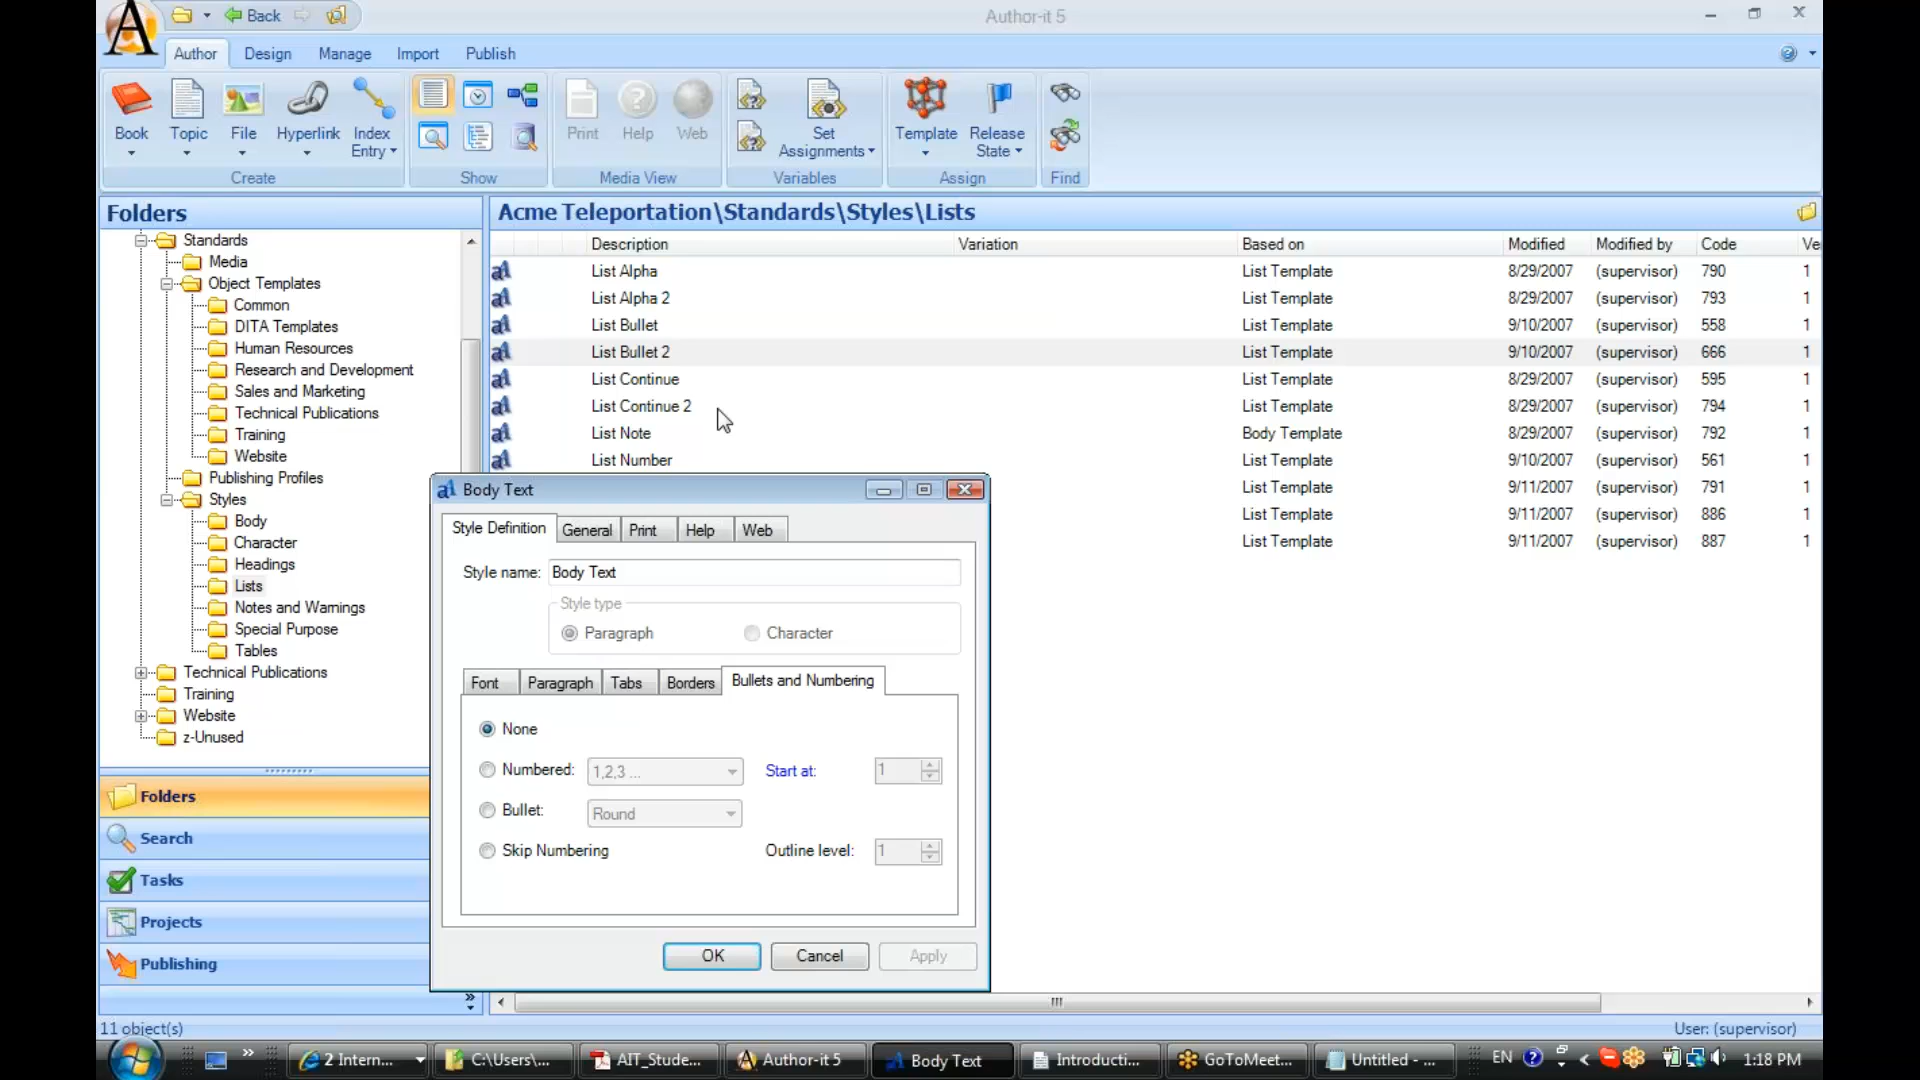 Back
Author-it 5
Author Design Manage Import Publish
Book Topic File Hyperlink Index Entry
Print Help Web
Set Assignments
Template Release State
Create Show Media View Variables Assign Find
Folders
Standards
Media
Object Templates
Common
DITA Templates
Human Resources
Research and Development
Sales and Marketing
Technical Publications
Training
Website
Publishing Profiles
Styles
Body
Character
Headings
Lists
Notes and Warnings
Special Purpose
Tables
Technical Publications
Training
Website
z-Unused
Folders
Search
Tasks
Projects
Publishing
Acme Teleportation\Standards\Styles\Lists
Description Variation Based on Modified Modified by Code Ve
List Alpha List Template 8/29/2007 (supervisor) 790 1
List Alpha 2 List Template 8/29/2007 (supervisor) 793 1
List Bullet List Template 9/10/2007 (supervisor) 558 1
List Bullet 2 List Template 9/10/2007 (supervisor) 666 1
List Continue List Template 8/29/2007 (supervisor) 595 1
List Continue 2 List Template 8/29/2007 (supervisor) 794 1
List Note Body Template 8/29/2007 (supervisor) 792 1
List Number List Template 9/10/2007 (supervisor) 561 1
List Template 9/11/2007 (supervisor) 791 1
List Template 9/11/2007 (supervisor) 886 1
List Template 9/11/2007 (supervisor) 887 1
Body Text
Style Definition General Print Help Web
Style name: Body Text
Style type
Paragraph Character
Font Paragraph Tabs Borders Bullets and Numbering
None
Numbered: 1,2,3 ... Start at: 1
Bullet: Round
Skip Numbering Outline level: 1
OK Cancel Apply
11 object(s) User: (supervisor)
2 Intern... C:\Users\... AIT_Stude... Author-it 5 Body Text Introducti... GoToMeet... Untitled - ... EN 1:18 PM